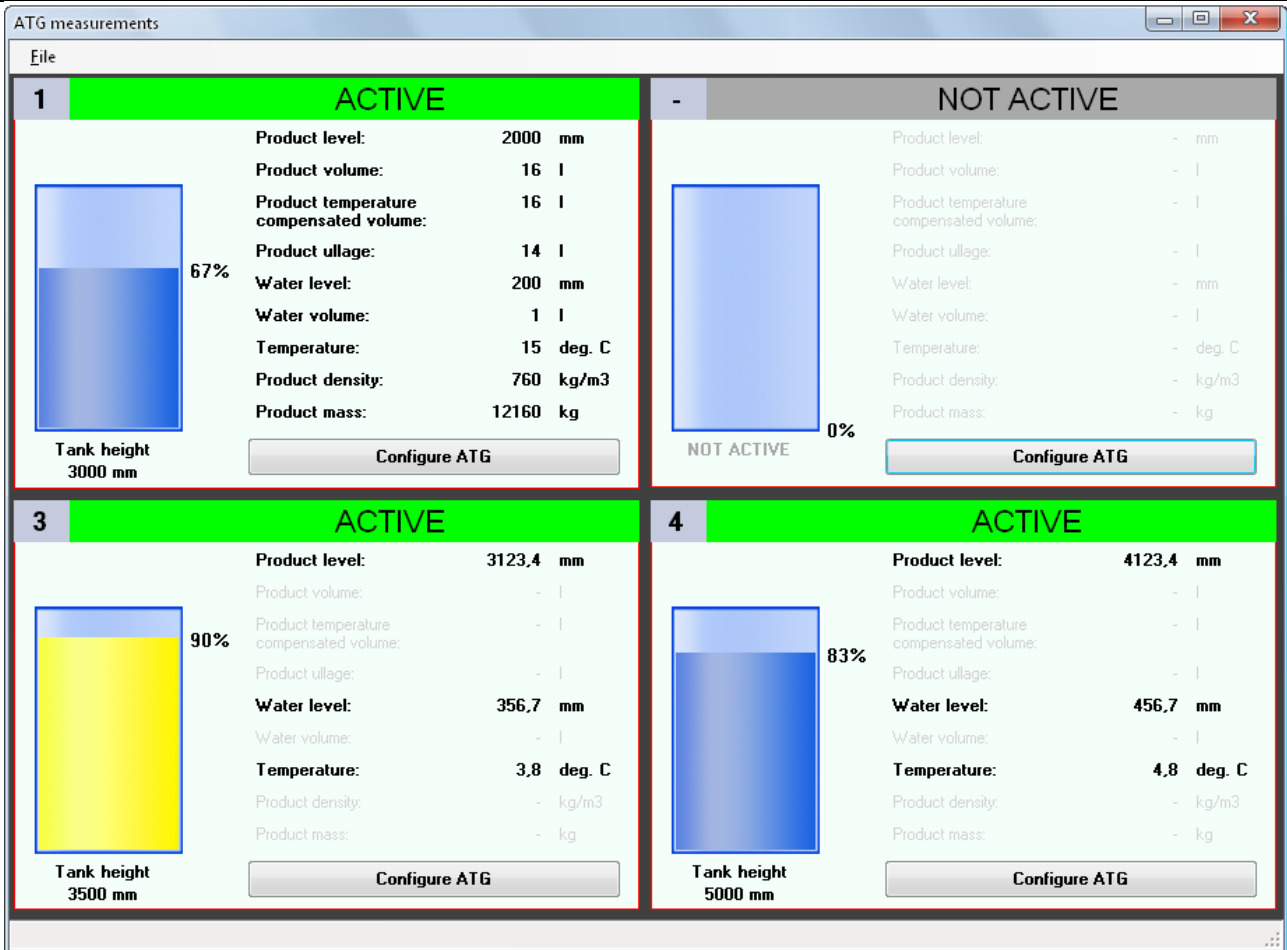 ATG measurements
File
1 ACTIVE
Product level: 2000 mm
Product volume: 16 l
Product temperature
compensated volume: 16 l
Product ullage: 14 l
67%
Water level: 200 mm
Water volume: 1 l
Temperature: 15 deg. C
Product density: 760 kg/m3
Product mass: 12160 kg
Tank height
3000 mm
Configure ATG
- NOT ACTIVE
Product level: - mm
Product volume: - l
Product temperature
compensated volume: - l
Product ullage: - l
Water level: - mm
Water volume: - l
Temperature: - deg. C
Product density: - kg/m3
Product mass: - kg
0%
NOT ACTIVE
Configure ATG
3 ACTIVE
Product level: 3123,4 mm
Product volume: - l
Product temperature
compensated volume: - l
90%
Product ullage: - l
Water level: 356,7 mm
Water volume: - l
Temperature: 3,8 deg. C
Product density: - kg/m3
Product mass: - kg
Tank height
3500 mm
Configure ATG
4 ACTIVE
Product level: 4123,4 mm
Product volume: - l
Product temperature
compensated volume: - l
83%
Product ullage: - l
Water level: 456,7 mm
Water volume: - l
Temperature: 4,8 deg. C
Product density: - kg/m3
Product mass: - kg
Tank height
5000 mm
Configure ATG